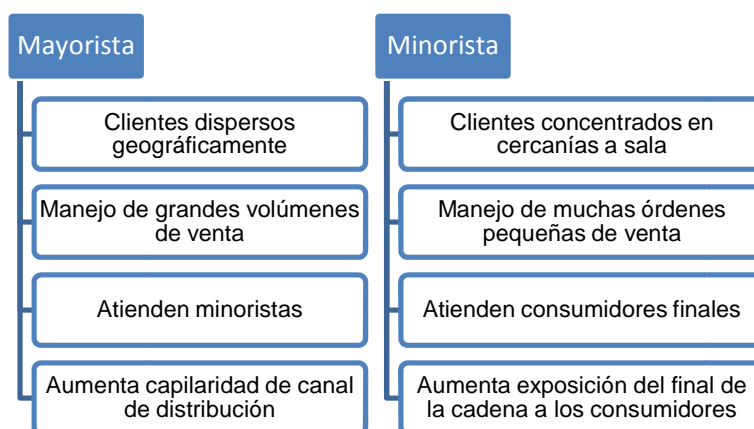 Mayorista
Clientes dispersos
geográficamente
Manejo de grandes volúmenes
de venta
Atienden minoristas
Aumenta capilaridad de canal
de distribución
Minorista
Clientes concentrados en
cercanías a sala
Manejo de muchas órdenes
pequeñas de venta
Atienden consumidores finales
Aumenta exposición del final de
la cadena a los consumidores